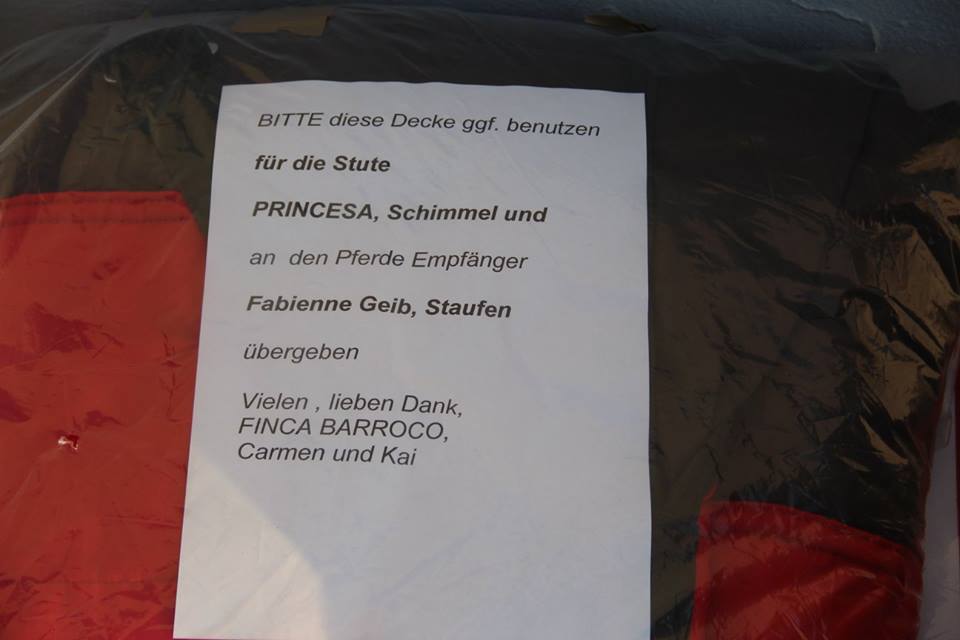 BITTE diese Decke ggf. benutzen
für die Stute
PRINCESA, Schimmel und
an den Pferde Empfänger
Fabienne Geib, Staufen
übergeben
Vielen , lieben Dank,
FINCA BARROCO,
Carmen und Kai